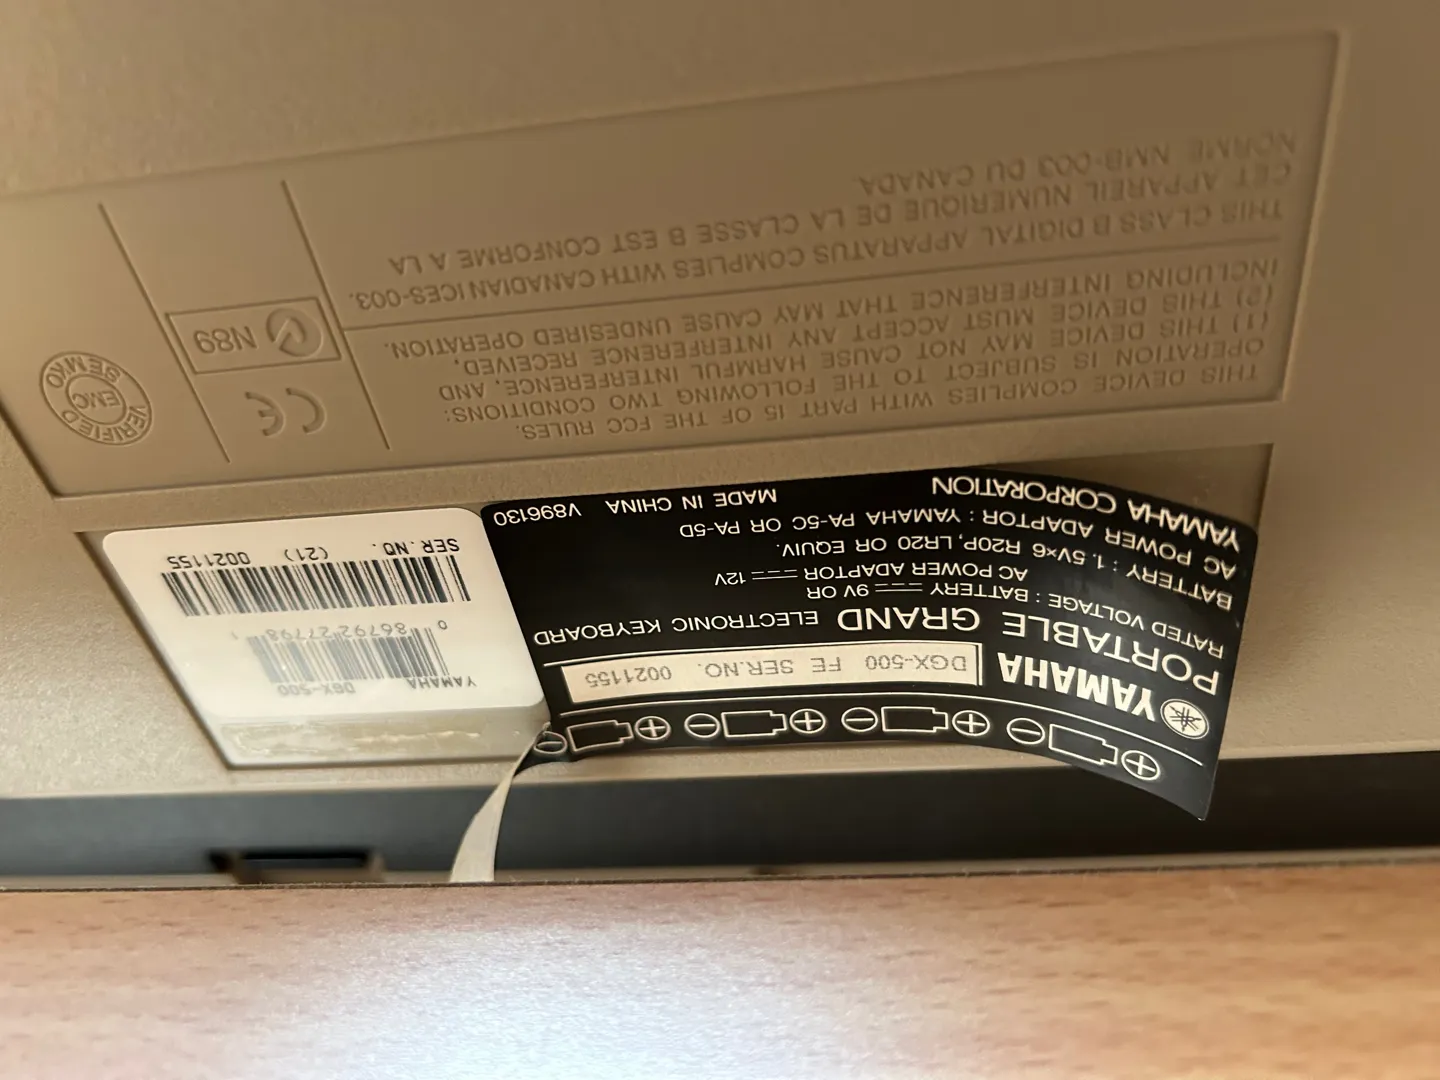 YAMAHA
DGX-500 FE SER.NO. 0021155
PORTABLE GRAND ELECTRONIC KEYBOARD
RATED VOLTAGE : BATTERY 9V OR
AC POWER ADAPTOR 12V
BATTERY : 1.5V×6 R20P, LR20 OR EQUIV.
AC POWER ADAPTOR : YAMAHA PA-5C OR PA-5D
YAMAHA CORPORATION MADE IN CHINA V896130
YAMAHA DGX-500
0 86792 27798 1
SER.NO. (21) 0021155
THIS DEVICE COMPLIES WITH PART 15 OF THE FCC RULES.
OPERATION IS SUBJECT TO THE FOLLOWING TWO CONDITIONS:
(1) THIS DEVICE MAY NOT CAUSE HARMFUL INTERFERENCE, AND
(2) THIS DEVICE MUST ACCEPT ANY INTERFERENCE RECEIVED,
INCLUDING INTERFERENCE THAT MAY CAUSE UNDESIRED OPERATION.
THIS CLASS B DIGITAL APPARATUS COMPLIES WITH CANADIAN ICES-003.
CET APPAREIL NUMERIQUE DE LA CLASSE B EST CONFORME A LA
NORME NMB-003 DU CANADA
CE
N89
VERIFIED
EMC
SEMKO